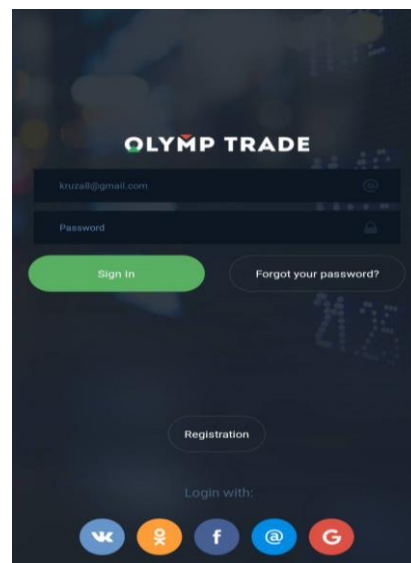 OLYMP TRADE
kruza8@gmail.com
Password
Sign In
Forgot your password?
Registration
Login with: